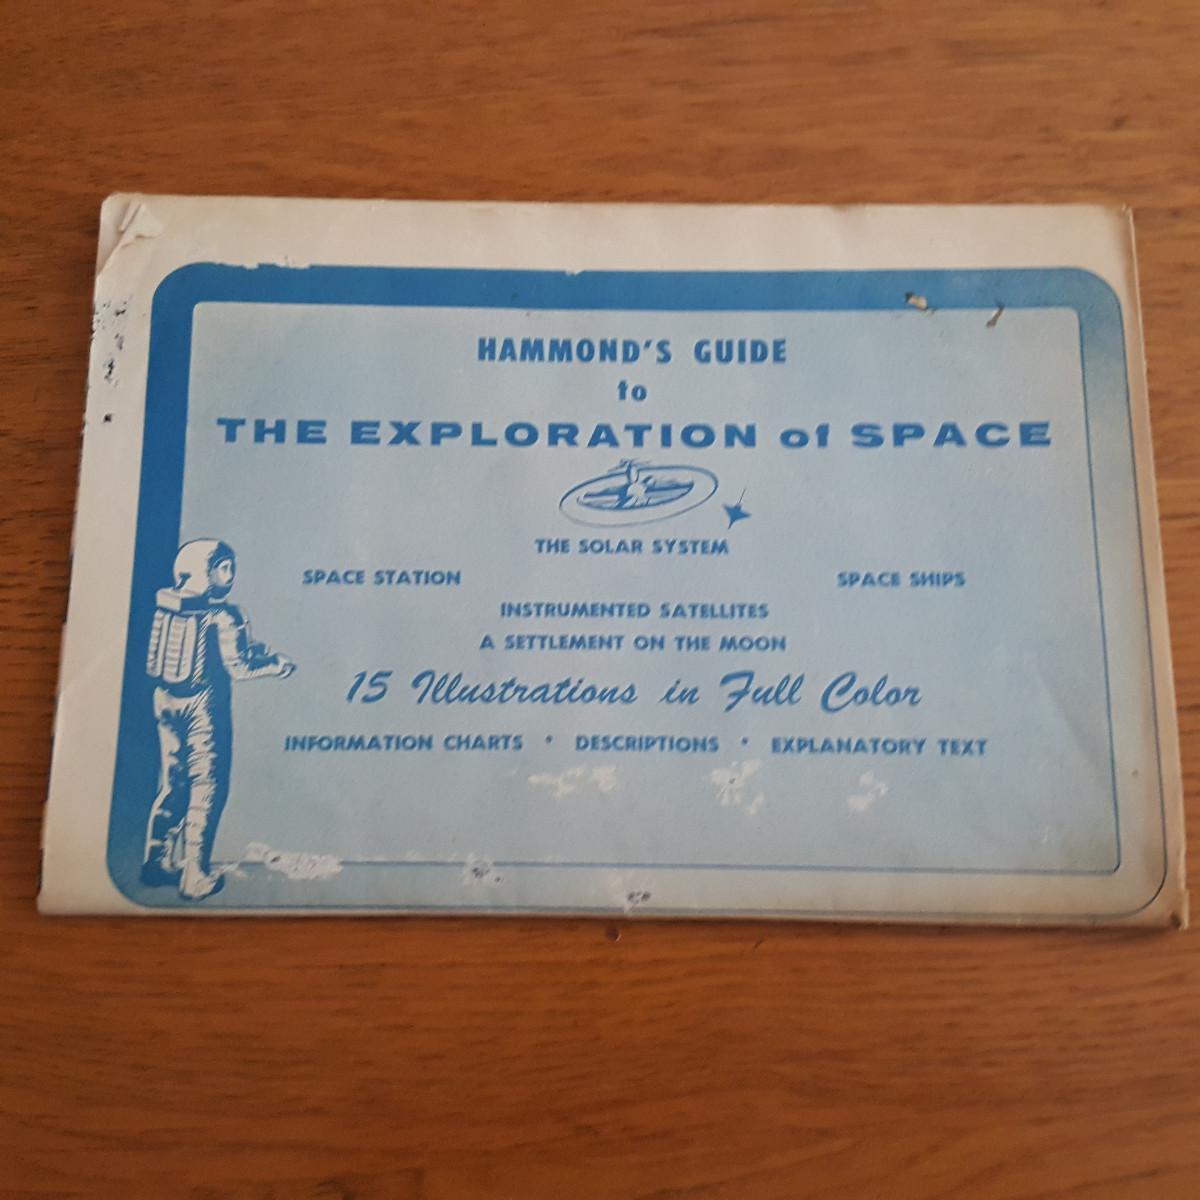 HAMMOND'S GUIDE
to
THE EXPLORATION of SPACE
THE SOLAR SYSTEM
SPACE STATION SPACE SHIPS
INSTRUMENTED SATELLITES
A SETTLEMENT ON THE MOON
15 Illustrations in Full Color
INFORMATION CHARTS • DESCRIPTIONS • EXPLANATORY TEXT